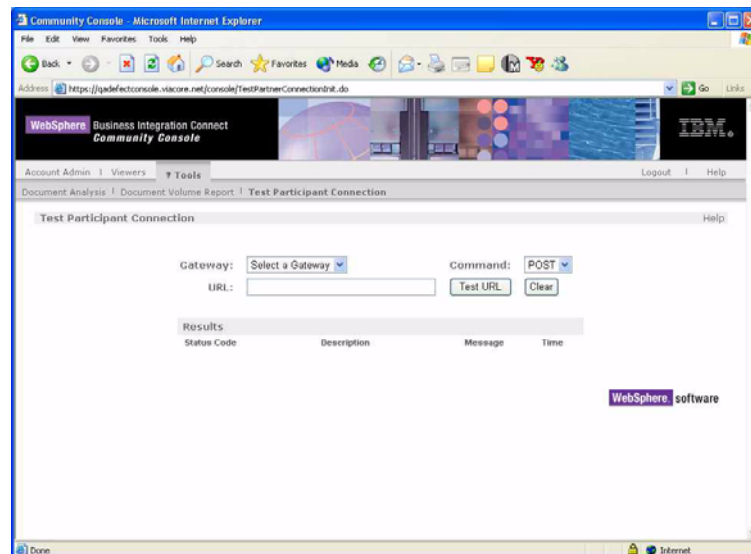 Community Console - Microsoft Internet Explorer
File Edit View Favorites Tools Help
Back Search Favorites Media
Address https://qadefectconsole.viacore.net/console/TestPartnerConnectionInit.do Go Links
WebSphere Business Integration Connect
Community Console
IBM
Account Admin | Viewers Tools Logout | Help
Document Analysis | Document Volume Report | Test Participant Connection
Test Participant Connection Help
Gateway: Select a Gateway Command: POST
URL: Test URL Clear
Results
Status Code Description Message Time
WebSphere. software
Done Internet